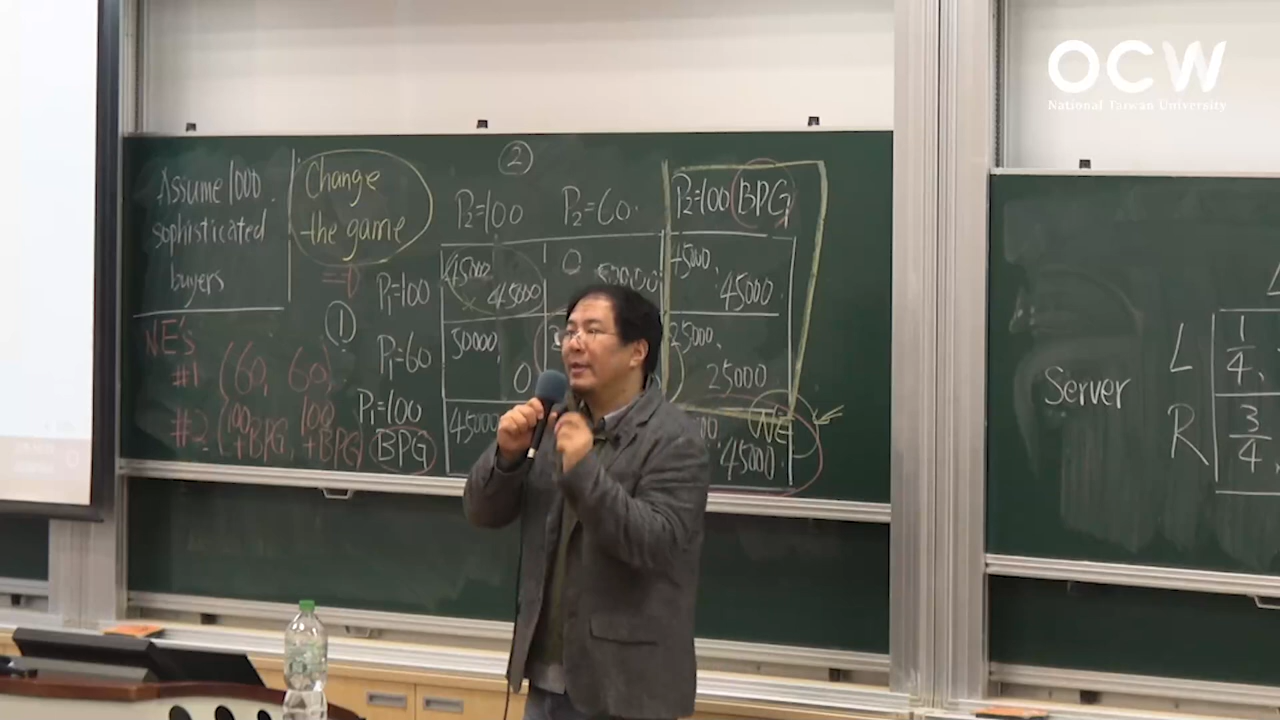 OCW
National Taiwan University
Assume 1000
sophisticated
buyers
Change
the game
②
P₂=100 P₂=60 P₂=100 BPG
①
P₁=100 45000 45000 0 45000, 45000
P₁=60 50000, 0 25000, 25000
P₁=100
BPG 45000 45000
NE
NE's
#1 (60, 60)
#2 (100 +BPG, 100 +BPG)
Server
L 1/4,
R 3/4,